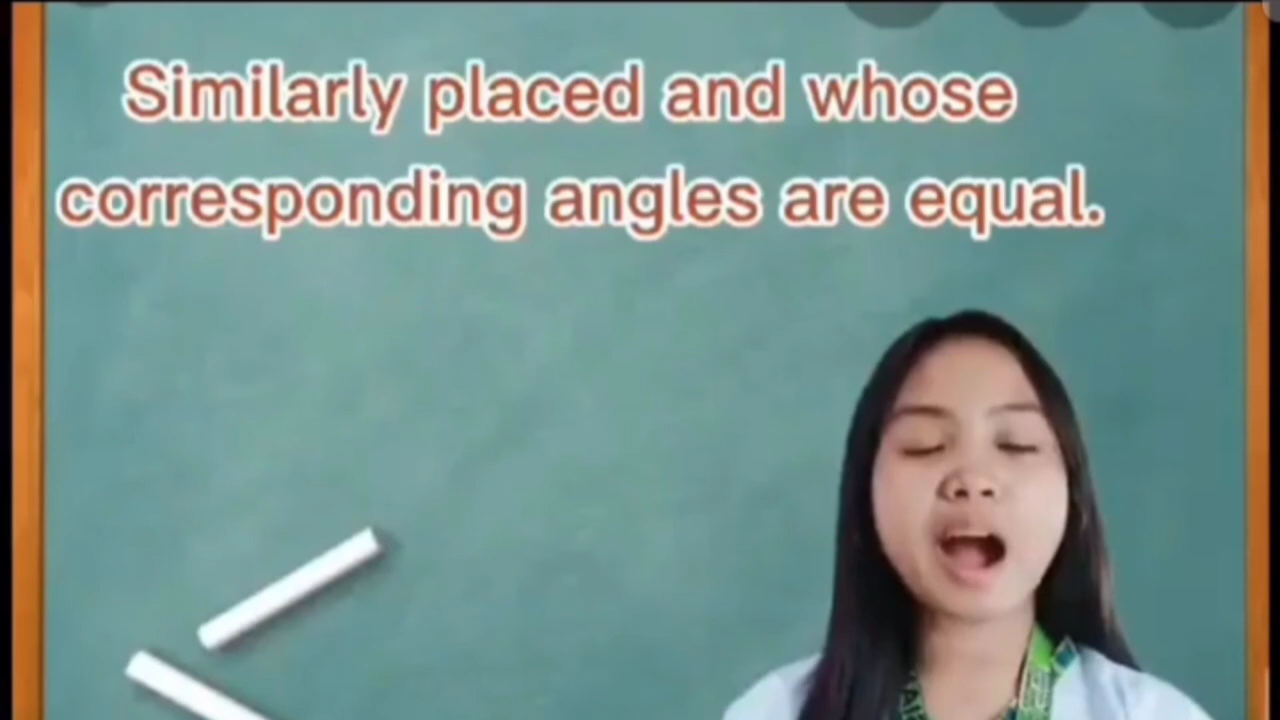 Similarly placed and whose
corresponding angles are equal.